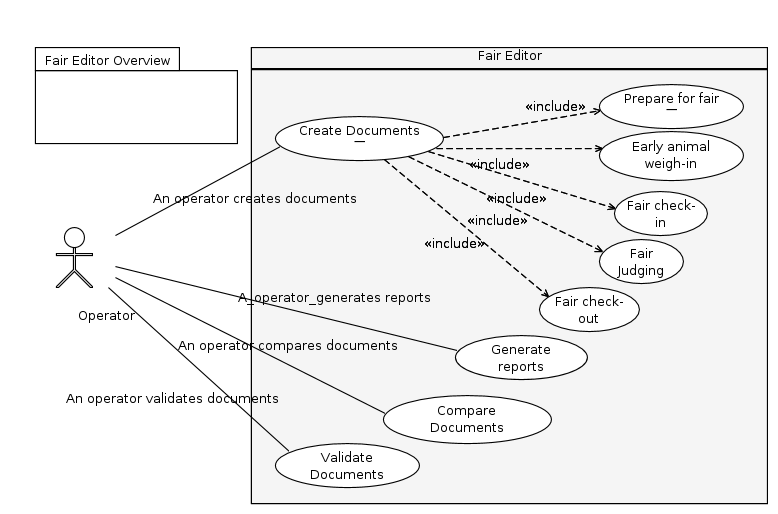 Fair Editor Overview
Fair Editor
Prepare for fair
«include»
Create Documents
Early animal
weigh-in
«include»
An operator creates documents
«include»
Fair check-
in
«include»
«include»
Fair
Judging
A_operator_generates reports
Fair check-
out
Operator
An operator compares documents
Generate
reports
An operator validates documents
Compare
Documents
Validate
Documents